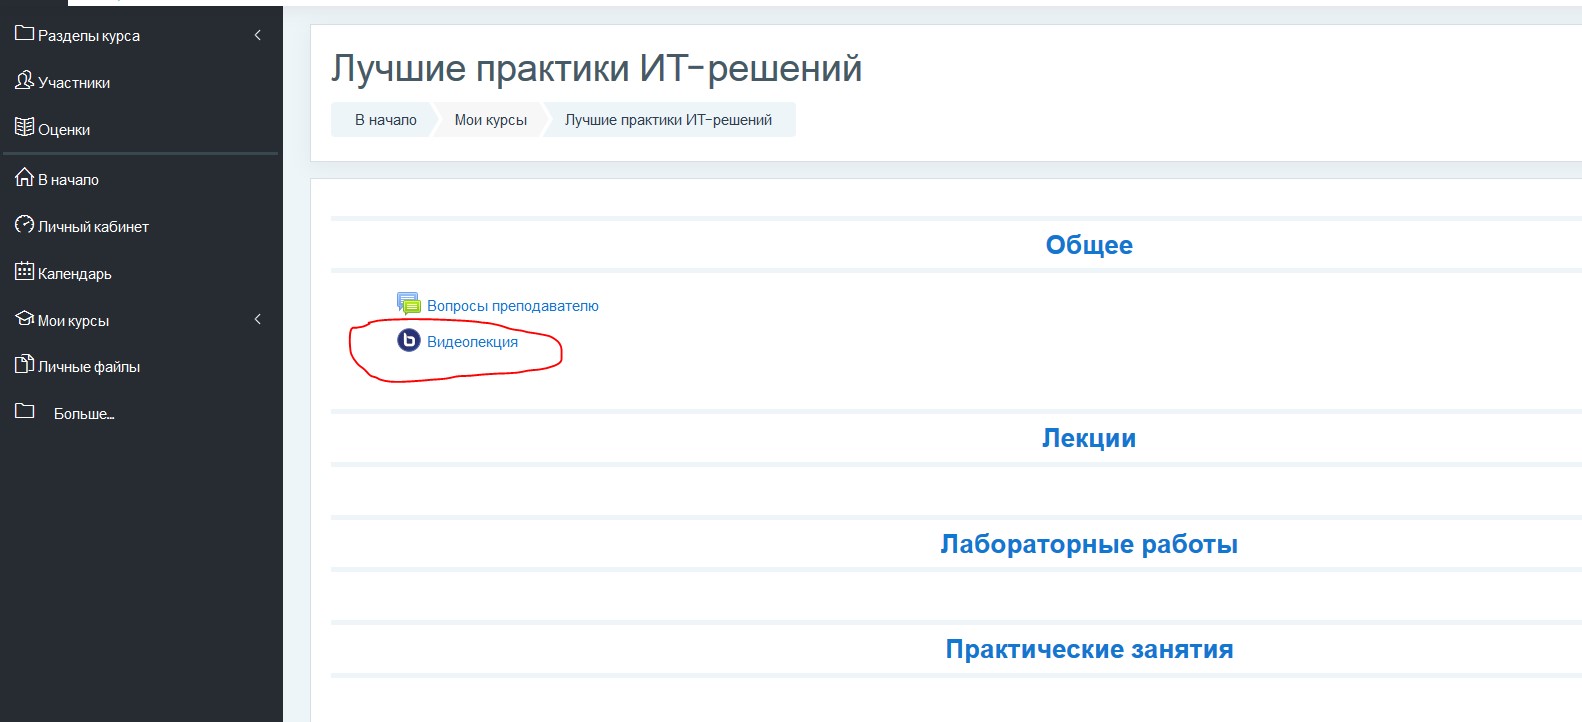 Разделы курса
Участники
Оценки
В начало
Личный кабинет
Календарь
Мои курсы
Личные файлы
Больше...
Лучшие практики ИТ-решений
В начало Мои курсы Лучшие практики ИТ-решений
Общее
Вопросы преподавателю
b Видеолекция
Лекции
Лабораторные работы
Практические занятия